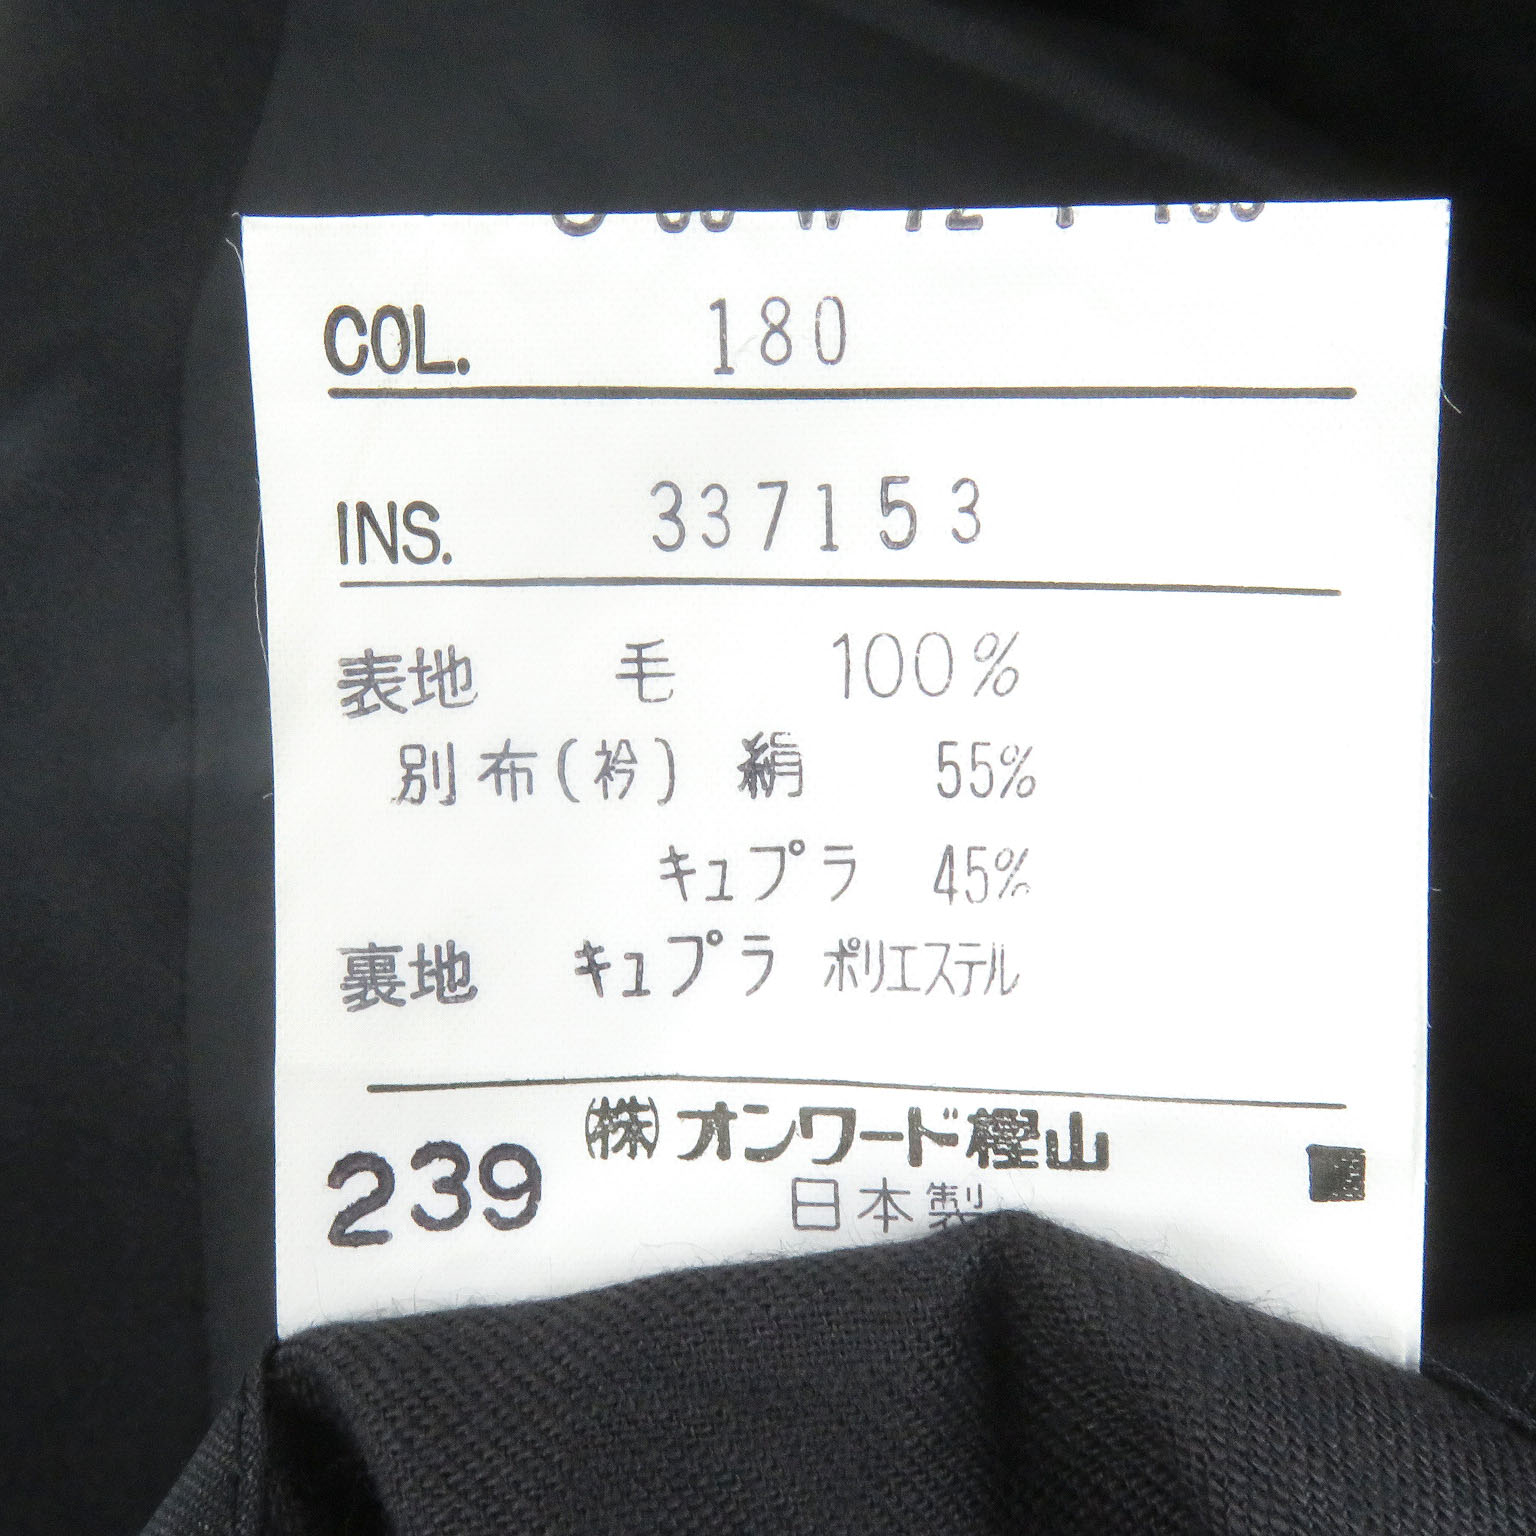 COL. 180
INS. 337153
表地 毛 100%
別布(衿) 絹 55%
キュプラ 45%
裏地 キュプラ ポリエステル
㈱オンワード樫山
239 日本製